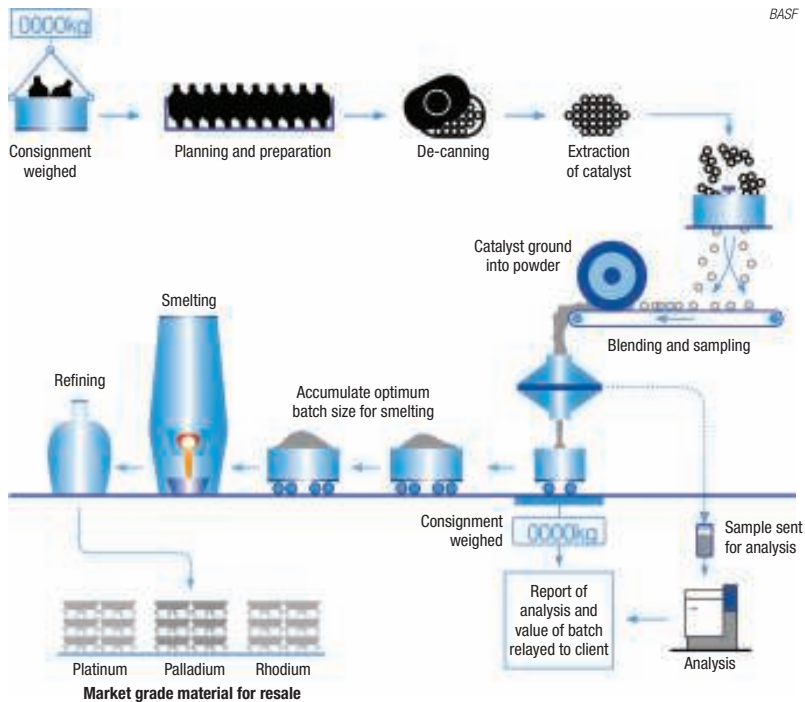 BASF
0000kg
Consignment
weighed
Planning and preparation
De-canning
Extraction
of catalyst
Catalyst ground
into powder
Blending and sampling
Smelting
Refining
Accumulate optimum
batch size for smelting
Consignment
weighed
0000kg
Sample sent
for analysis
Report of
analysis and
value of batch
relayed to client
Analysis
Platinum
Palladium
Rhodium
Market grade material for resale